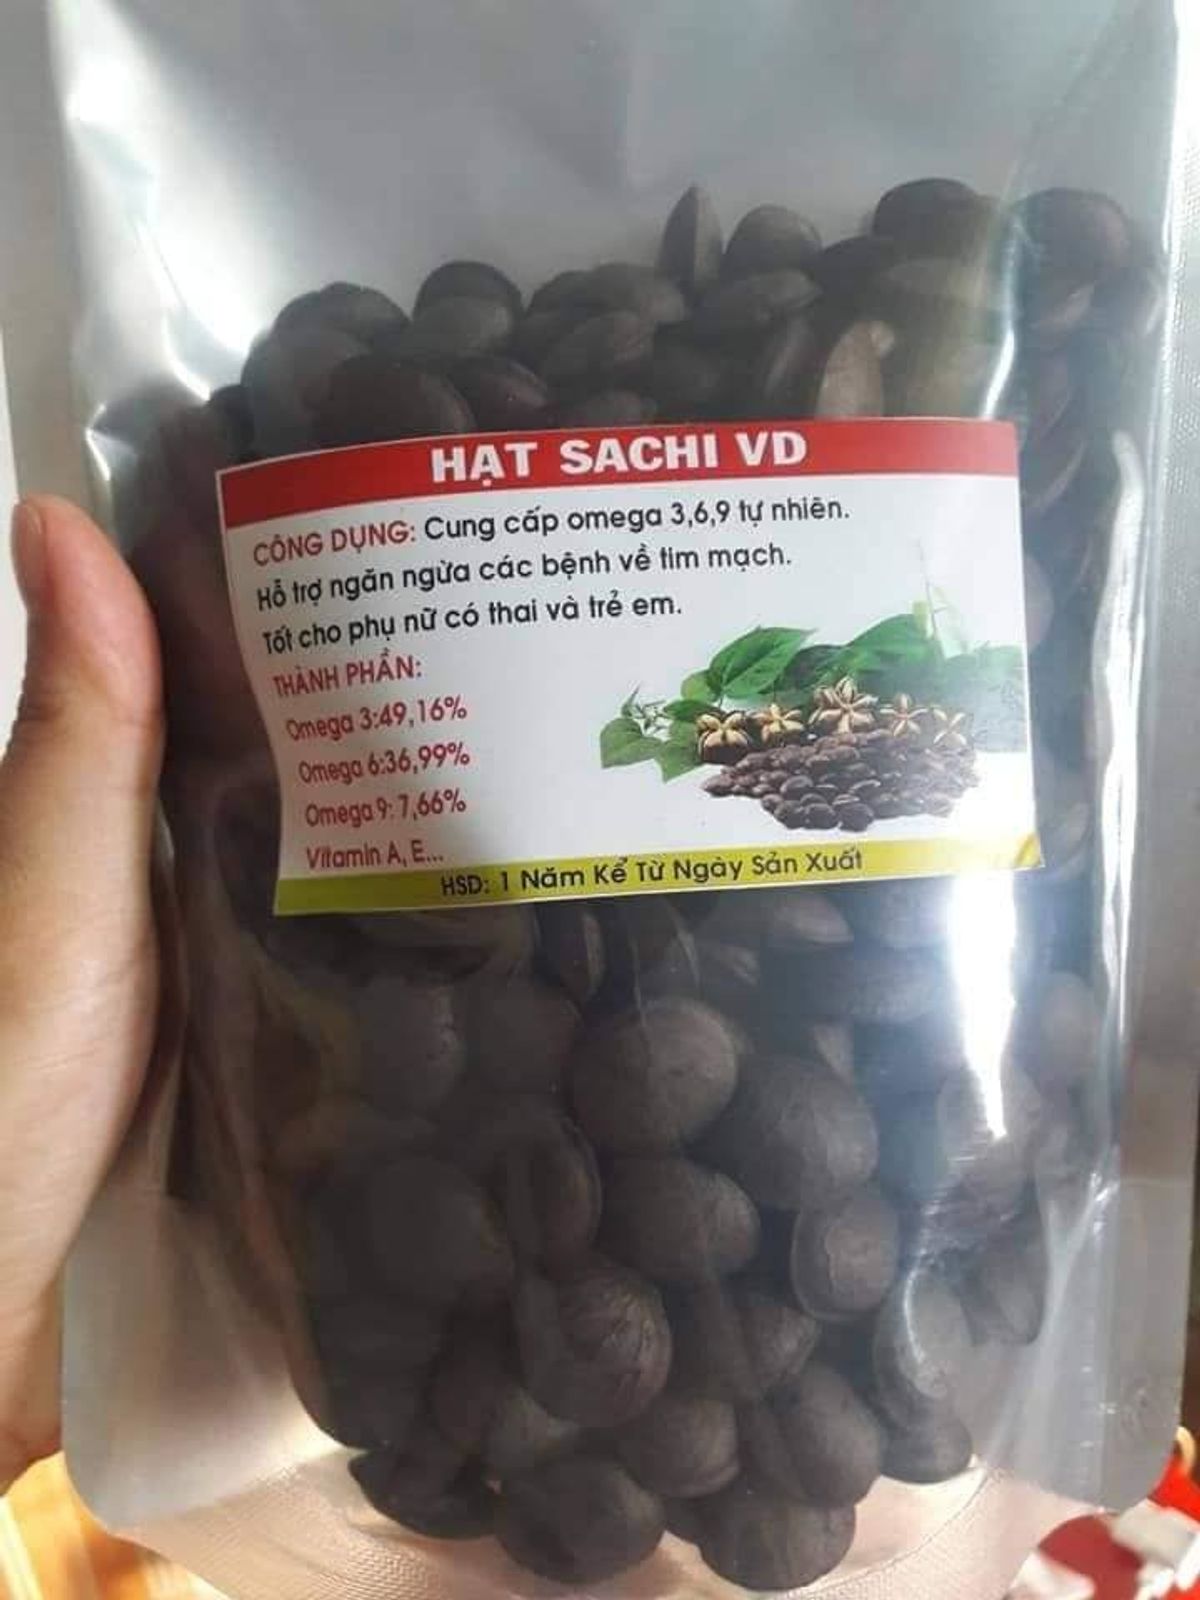 HẠT SACHI VD
CÔNG DỤNG: Cung cấp omega 3,6,9 tự nhiên.
Hỗ trợ ngăn ngừa các bệnh về tim mạch.
Tốt cho phụ nữ có thai và trẻ em.
THÀNH PHẦN:
Omega 3:49,16%
Omega 6:36,99%
Omega 9: 7,66%
Vitamin A, E...
HSD: 1 Năm Kể Từ Ngày Sản Xuất